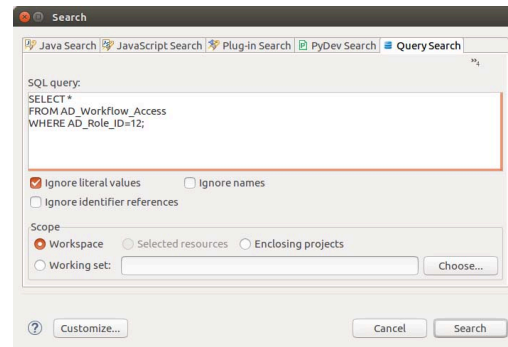 Search
Java Search JavaScript Search Plug-in Search PyDev Search Query Search
»4
SQL query:
SELECT *
FROM AD_Workflow_Access
WHERE AD_Role_ID=12;
Ignore literal values Ignore names
Ignore identifier references
Scope
Workspace Selected resources Enclosing projects
Working set: Choose...
? Customize... Cancel Search